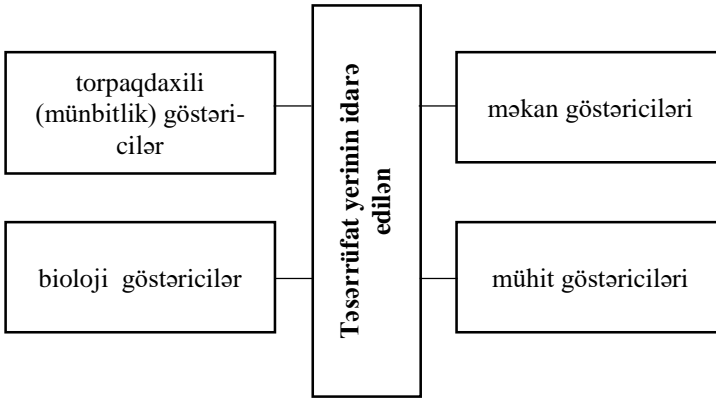 torpaqdaxili
(münbitlik) göstəri-
cilər
bioloji göstəricilər
Təsərrüfat yerinin idarə
edilən
məkan göstəriciləri
mühit göstəriciləri